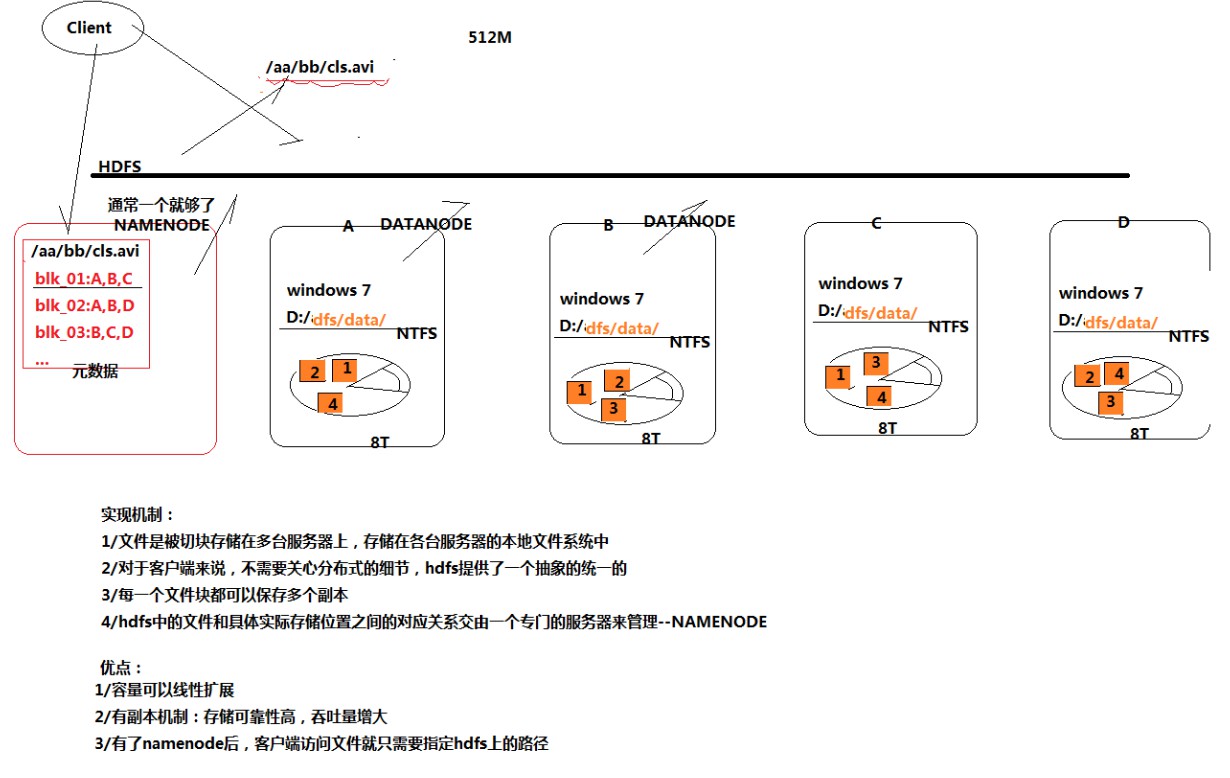 Client
512M
/aa/bb/cls.avi
HDFS
通常一个就够了
NAMENODE
/aa/bb/cls.avi
blk_01:A,B,C
blk_02:A,B,D
blk_03:B,C,D
...
元数据
A
DATANODE
windows 7
D:/dfs/data/
NTFS
2
1
4
8T
B
DATANODE
windows 7
D:/dfs/data/
NTFS
1
2
3
8T
C
windows 7
D:/dfs/data/
NTFS
1
3
4
8T
D
windows 7
D:/dfs/data/
NTFS
2
4
3
8T
实现机制：
1/文件是被切块存储在多台服务器上，存储在各台服务器的本地文件系统中
2/对于客户端来说，不需要关心分布式的细节，hdfs提供了一个抽象的统一的
3/每一个文件块都可以保存多个副本
4/hdfs中的文件和具体实际存储位置之间的对应关系交由一个专门的服务器来管理--NAMENODE
优点：
1/容量可以线性扩展
2/有副本机制：存储可靠性高，吞吐量增大
3/有了namenode后，客户端访问文件就只需要指定hdfs上的路径